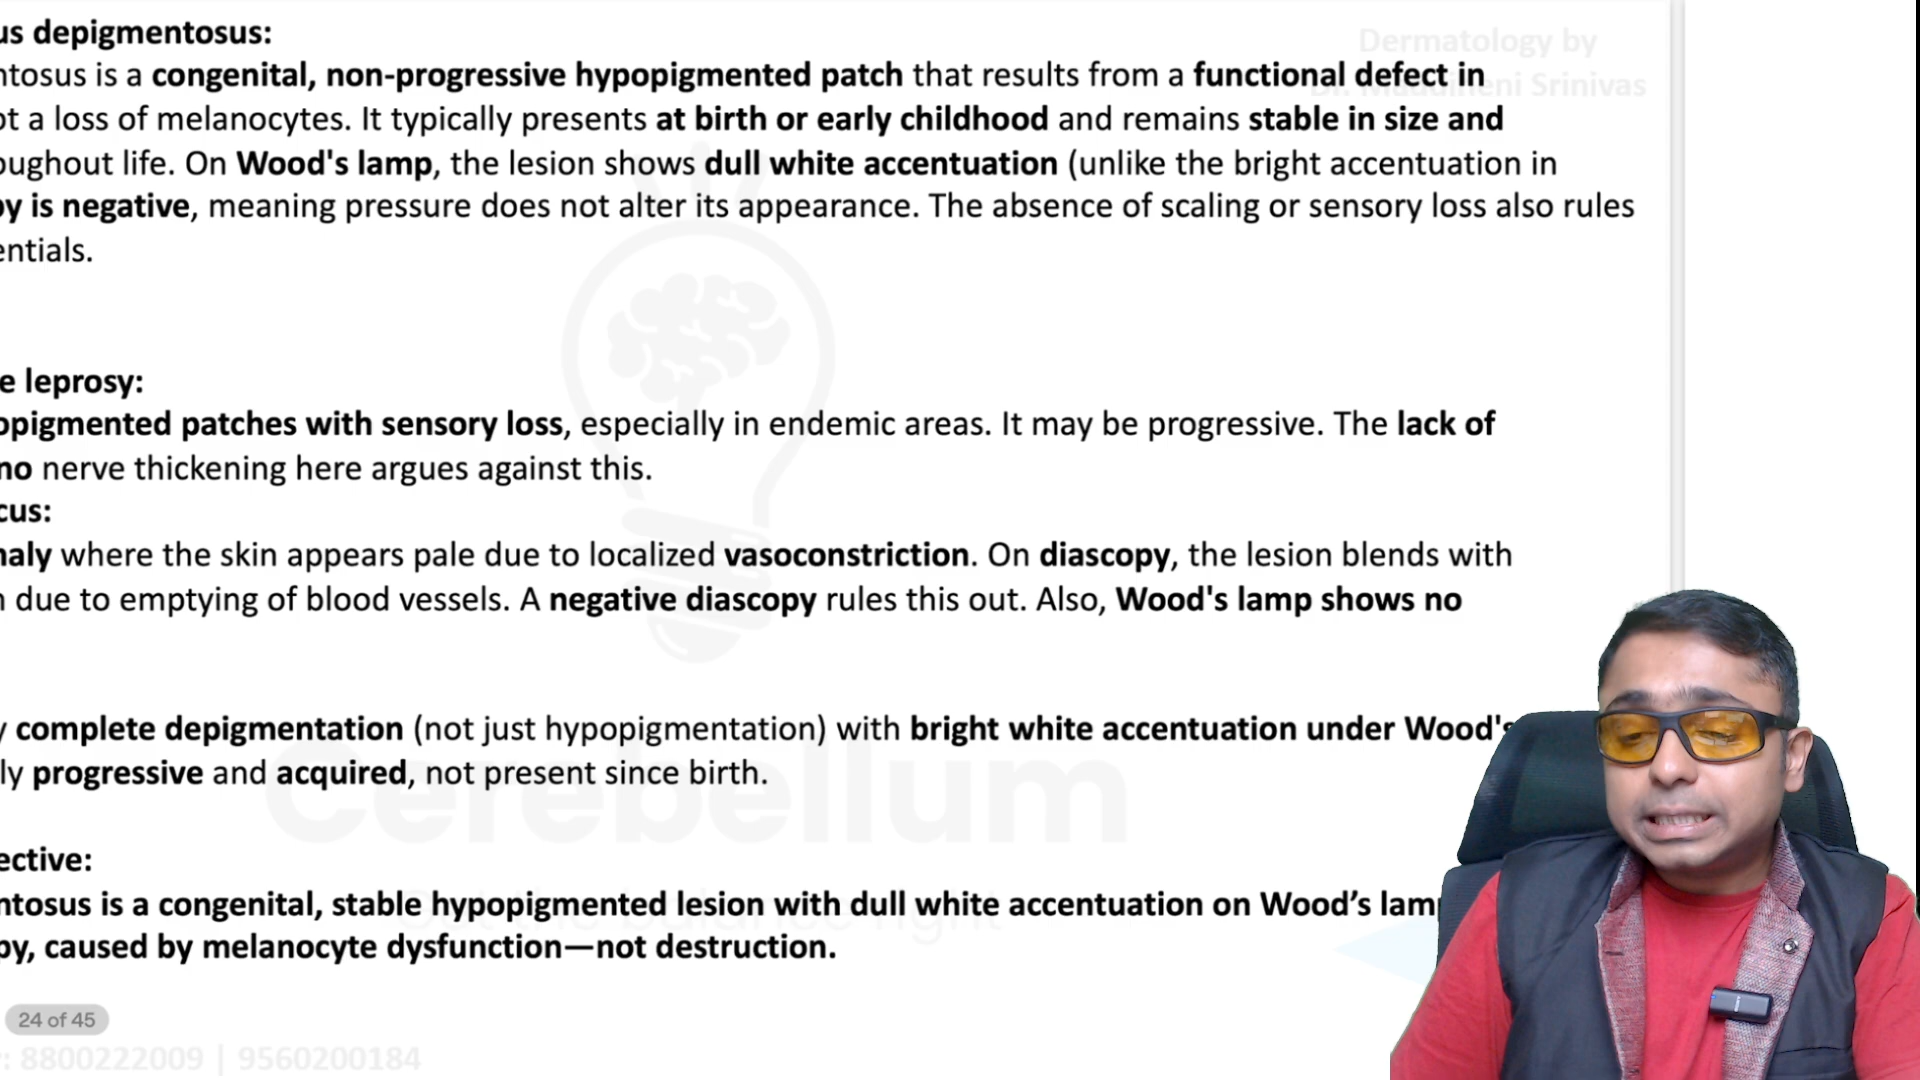 us depigmentosus:
Dermatology by
ntosus is a congenital, non-progressive hypopigmented patch that results from a functional defect in
Srinivas
ot a loss of melanocytes. It typically presents at birth or early childhood and remains stable in size and
oughout life. On Wood's lamp, the lesion shows dull white accentuation (unlike the bright accentuation in
py is negative, meaning pressure does not alter its appearance. The absence of scaling or sensory loss also rules
entials.
e leprosy:
opigmented patches with sensory loss, especially in endemic areas. It may be progressive. The lack of
no nerve thickening here argues against this.
cus:
naly where the skin appears pale due to localized vasoconstriction. On diascopy, the lesion blends with
n due to emptying of blood vessels. A negative diascopy rules this out. Also, Wood's lamp shows no
y complete depigmentation (not just hypopigmentation) with bright white accentuation under Wood's
ly progressive and acquired, not present since birth.
Cerebellum
ective:
ntosus is a congenital, stable hypopigmented lesion with dull white accentuation on Wood’s lamp
py, caused by melanocyte dysfunction—not destruction.
24 of 45
: 8800222009 | 9560200184